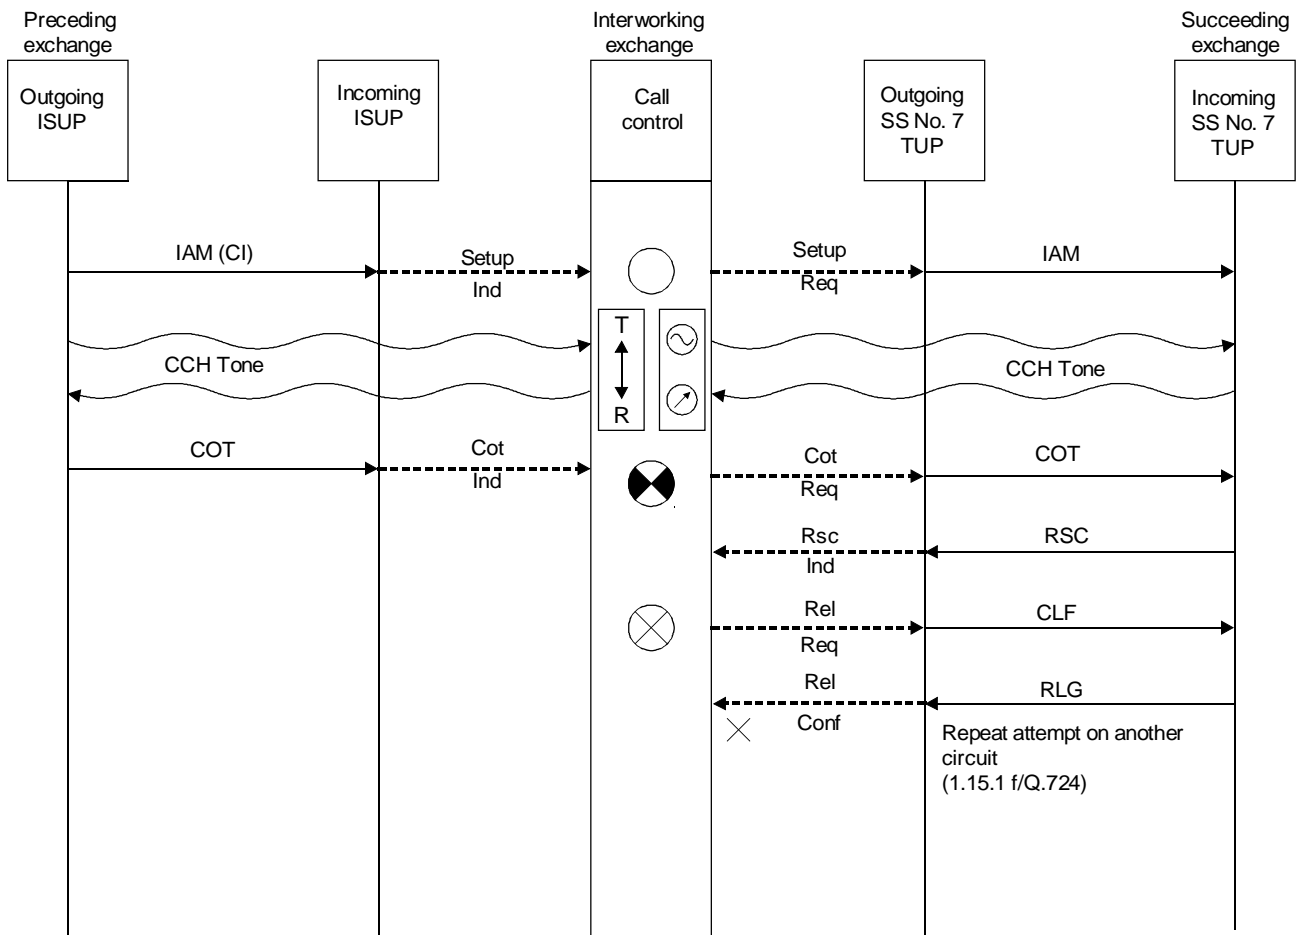 Preceding
exchange
Interworking
exchange
Succeeding
exchange
Outgoing
ISUP
Incoming
ISUP
Call
control
Outgoing
SS No. 7
TUP
Incoming
SS No. 7
TUP
IAM (CI)
Setup
Ind
Setup
Req
IAM
T
R
CCH Tone
CCH Tone
COT
Cot
Ind
Cot
Req
COT
Rsc
Ind
RSC
Rel
Req
CLF
Rel
Conf
RLG
Repeat attempt on another
circuit
(1.15.1 f/Q.724)